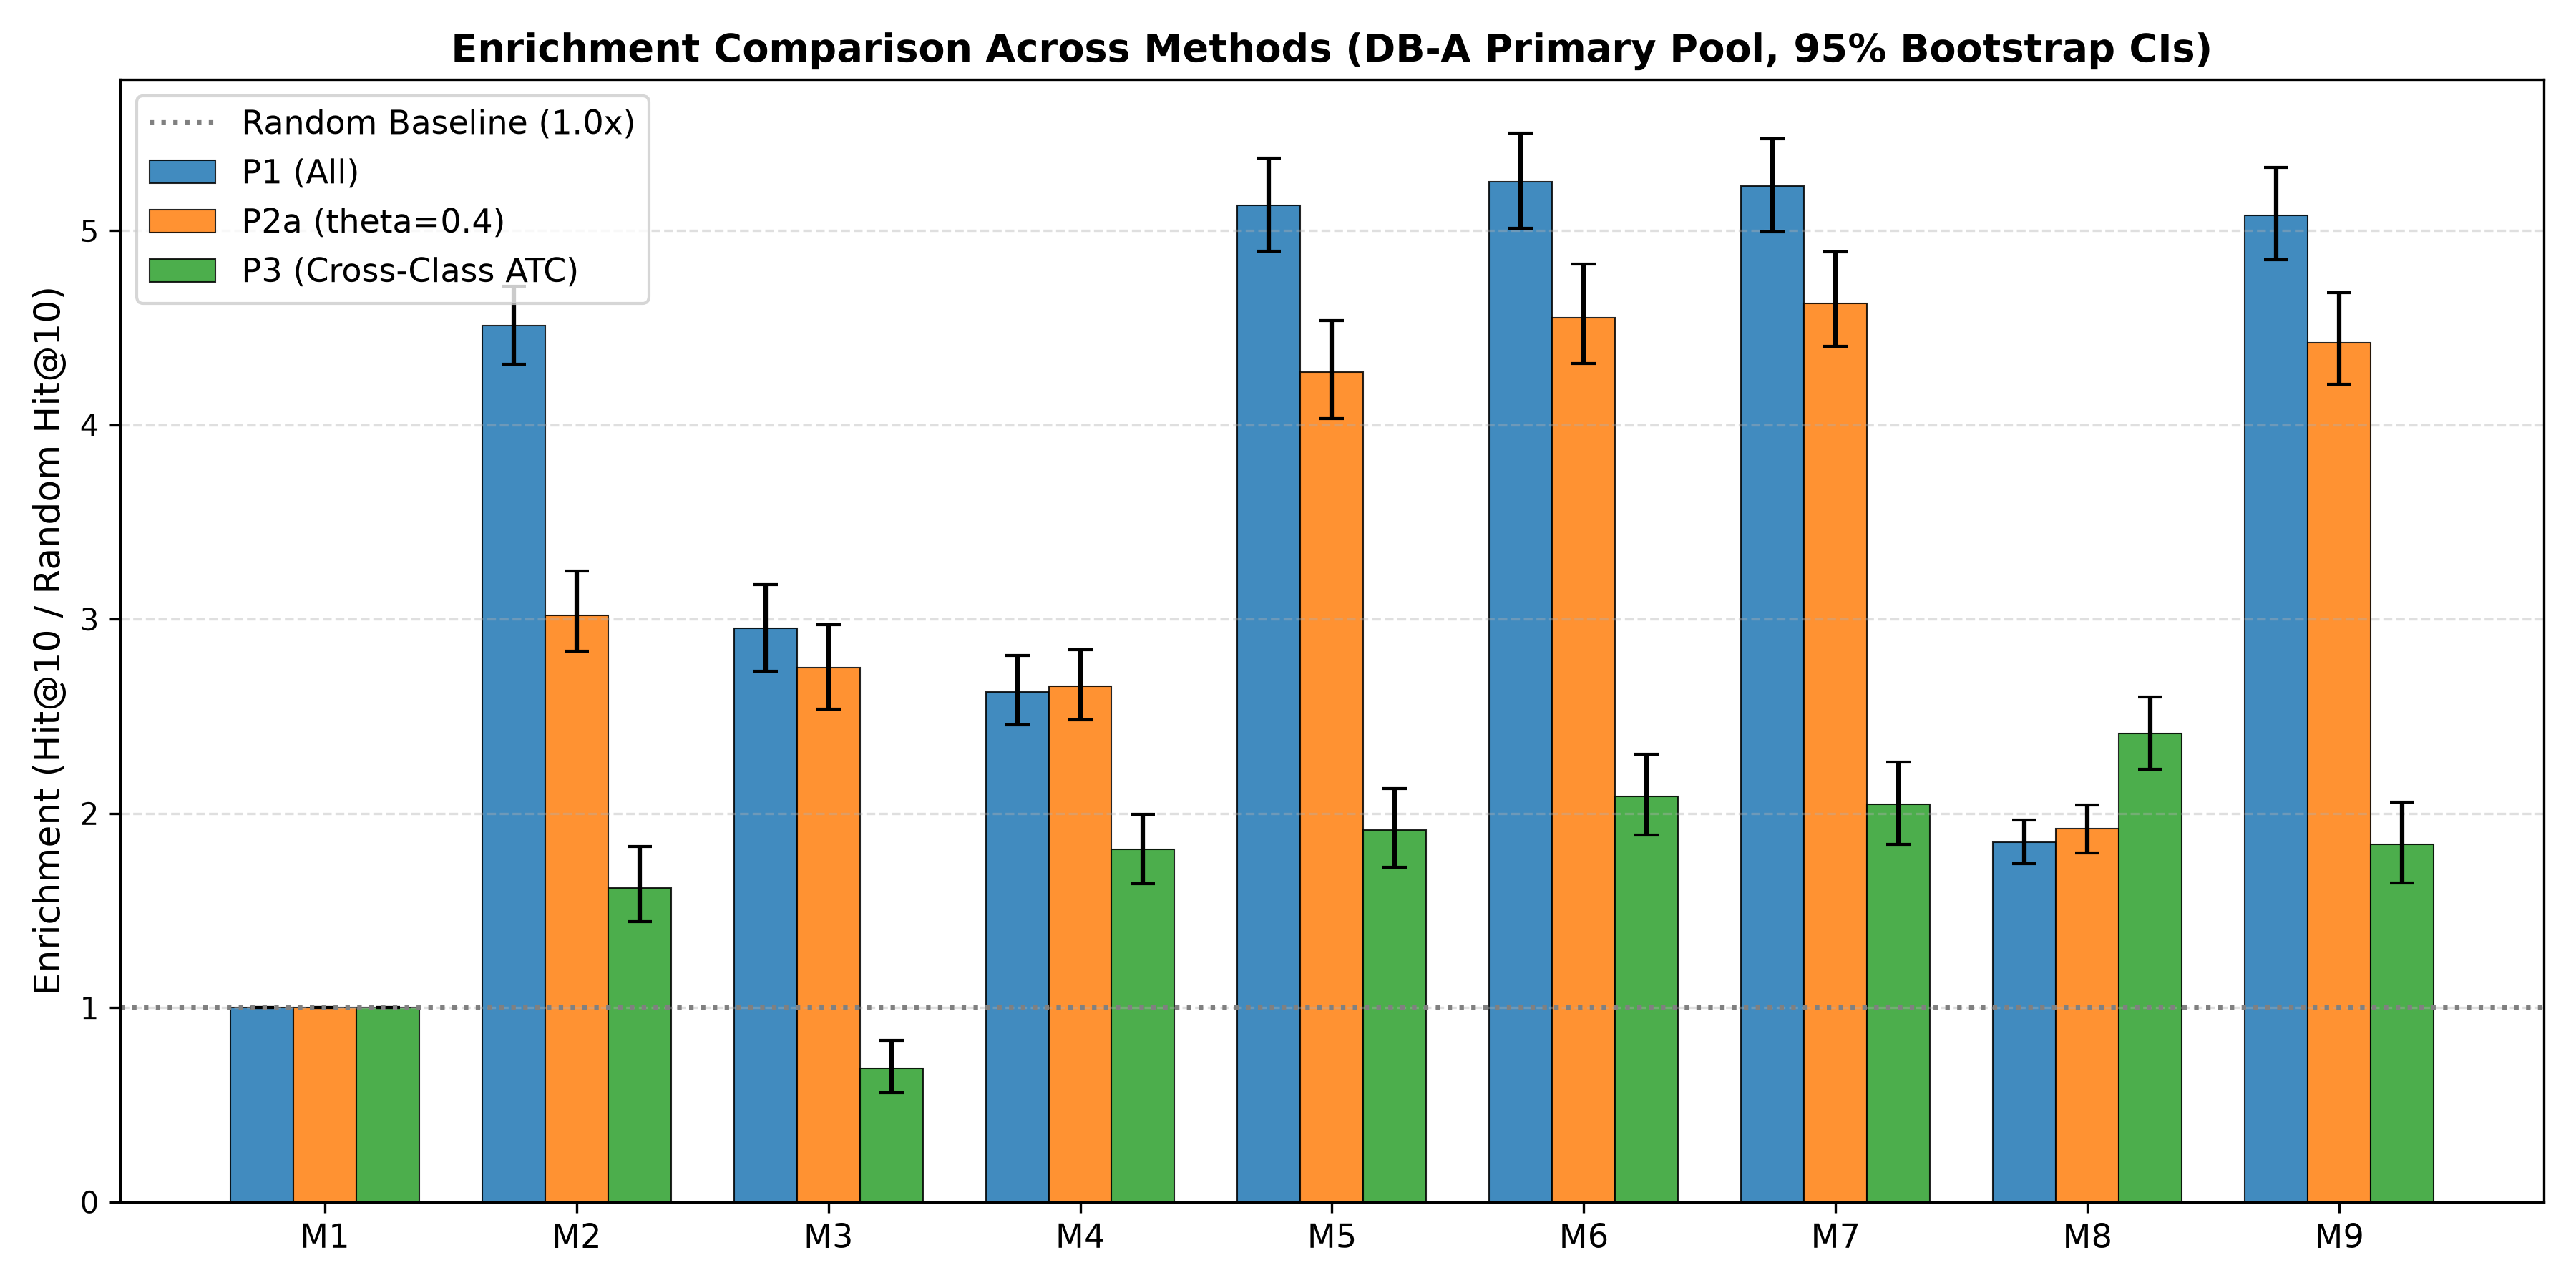 Enrichment Comparison Across Methods (DB-A Primary Pool, 95% Bootstrap CIs)
Random Baseline (1.0x)
P1 (All)
P2a (theta=0.4)
P3 (Cross-Class ATC)
Enrichment (Hit@10 / Random Hit@10)
5
4
3
2
1
0
M1 M2 M3 M4 M5 M6 M7 M8 M9